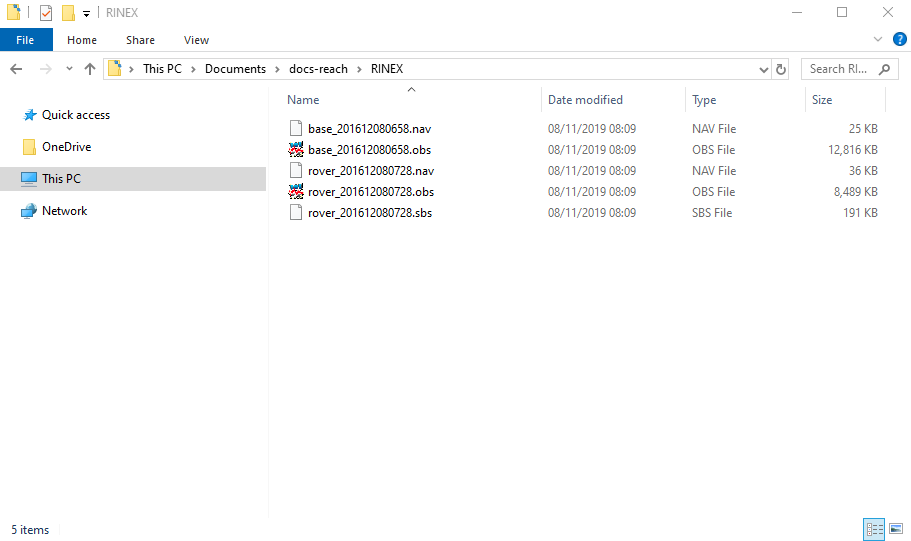 RINEX
File Home Share View
This PC Documents docs-reach RINEX Search RI...
Name Date modified Type Size
Quick access
OneDrive
This PC
Network
base_201612080658.nav 08/11/2019 08:09 NAV File 25 KB
base_201612080658.obs 08/11/2019 08:09 OBS File 12,816 KB
rover_201612080728.nav 08/11/2019 08:09 NAV File 36 KB
rover_201612080728.obs 08/11/2019 08:09 OBS File 8,489 KB
rover_201612080728.sbs 08/11/2019 08:09 SBS File 191 KB
5 items